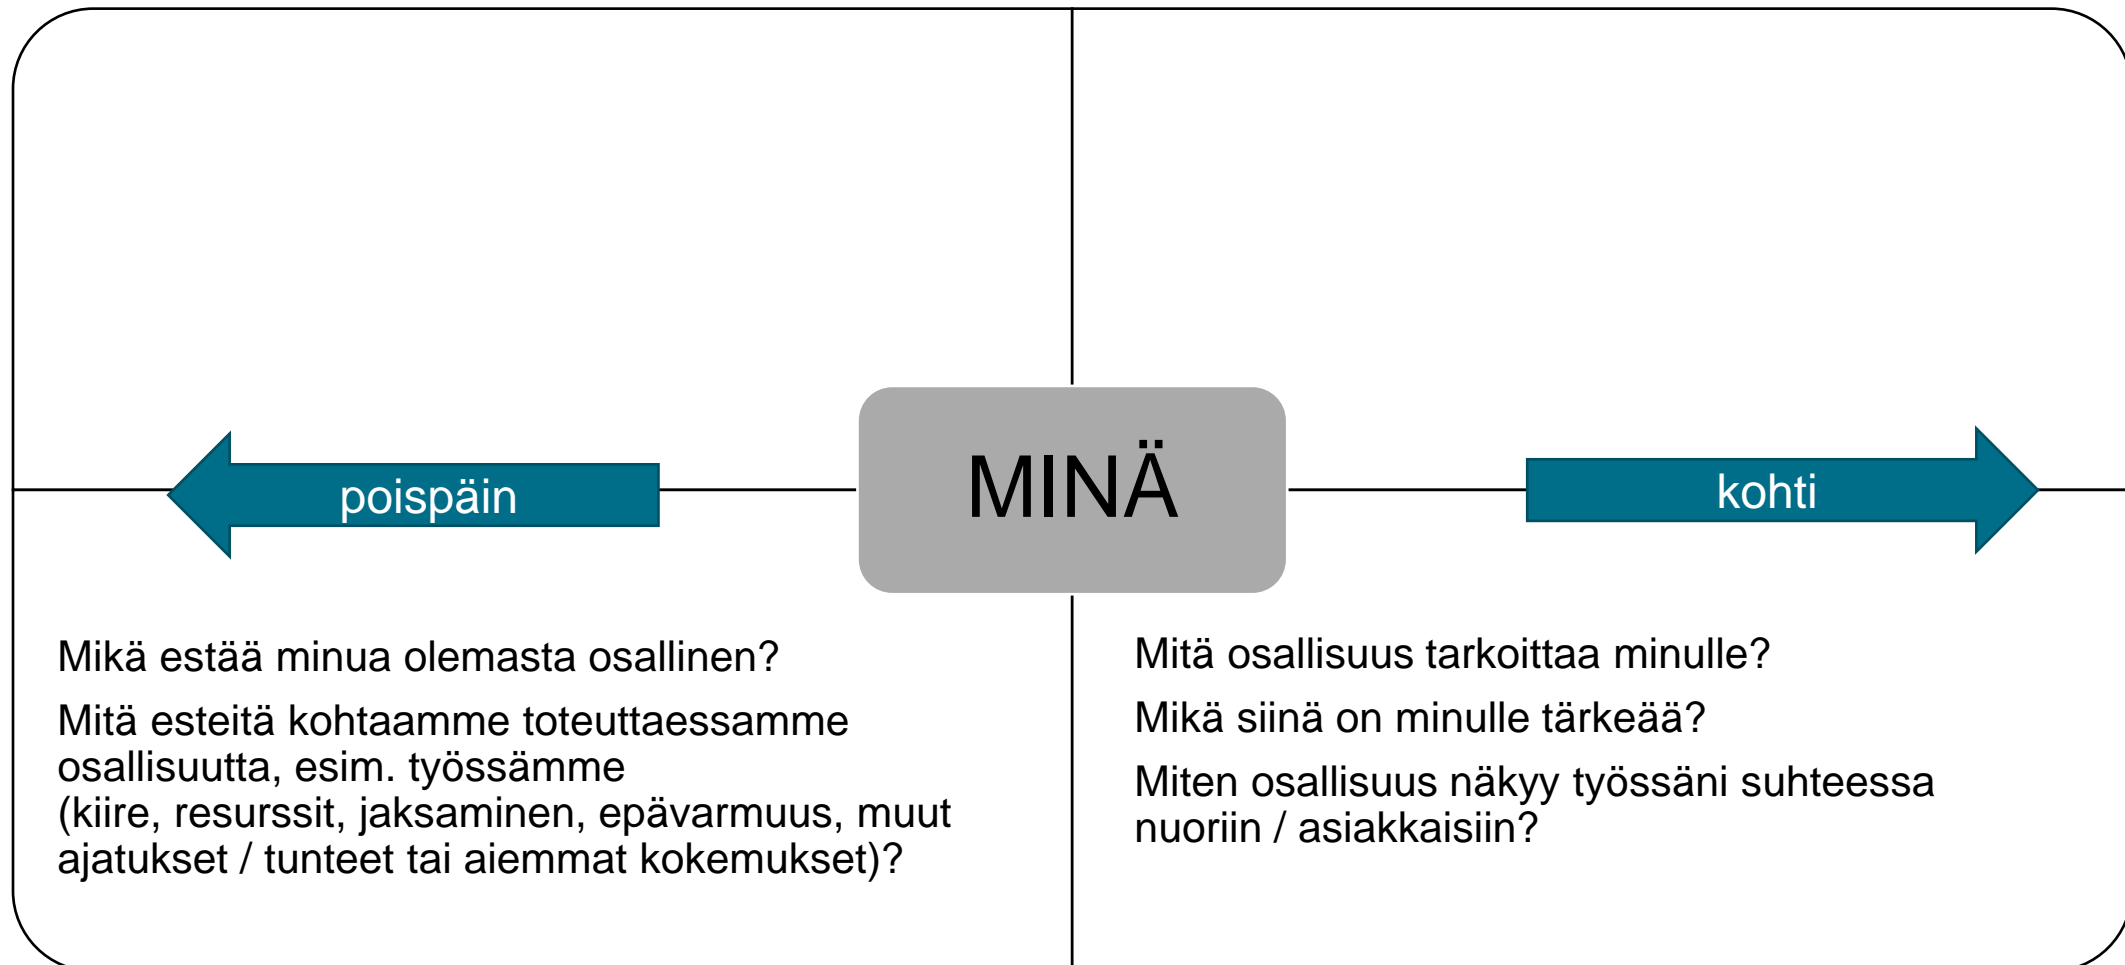 poispäin
MINÄ
kohti
Mikä estää minua olemasta osallinen?
Mitä esteitä kohtaamme toteuttaessamme
osallisuutta, esim. työssämme
(kiire, resurssit, jaksaminen, epävarmuus, muut
ajatukset / tunteet tai aiemmat kokemukset)?
Mitä osallisuus tarkoittaa minulle?
Mikä siinä on minulle tärkeää?
Miten osallisuus näkyy työssäni suhteessa
nuoriin / asiakkaisiin?